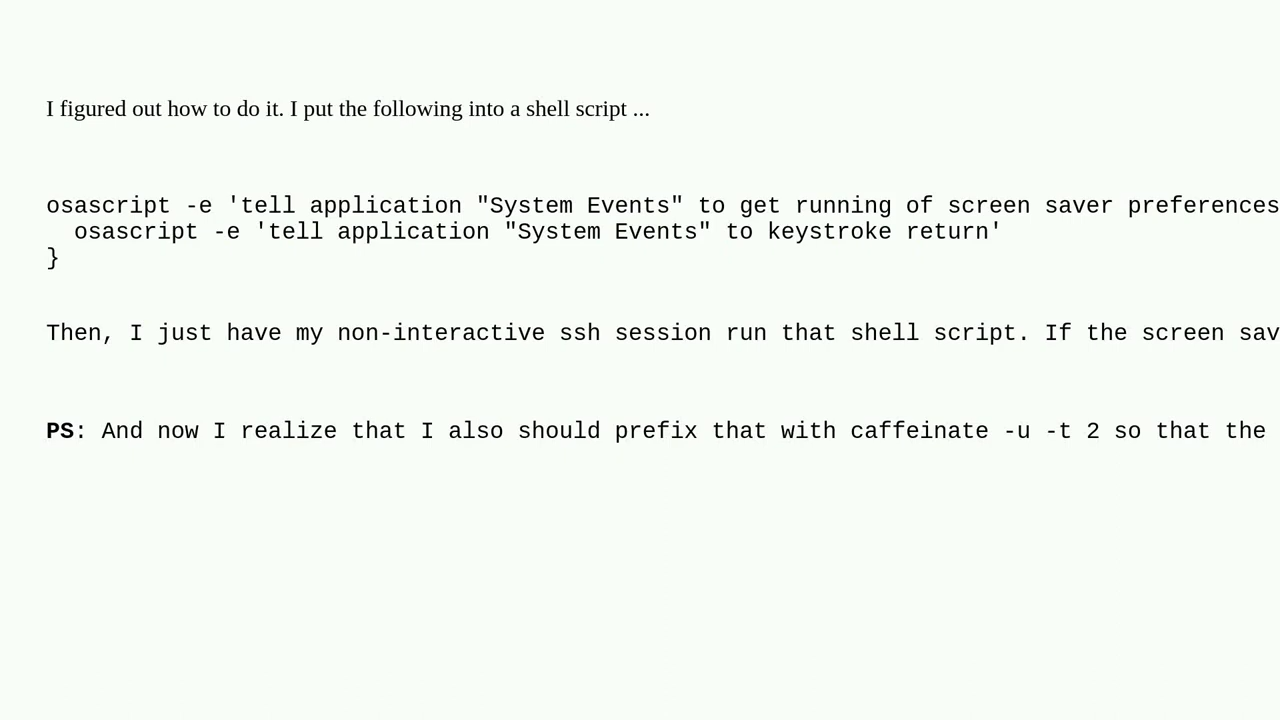 I figured out how to do it. I put the following into a shell script ...
osascript -e 'tell application "System Events" to get running of screen saver preferences
  osascript -e 'tell application "System Events" to keystroke return'
}
Then, I just have my non-interactive ssh session run that shell script. If the screen sav
PS: And now I realize that I also should prefix that with caffeinate -u -t 2 so that the